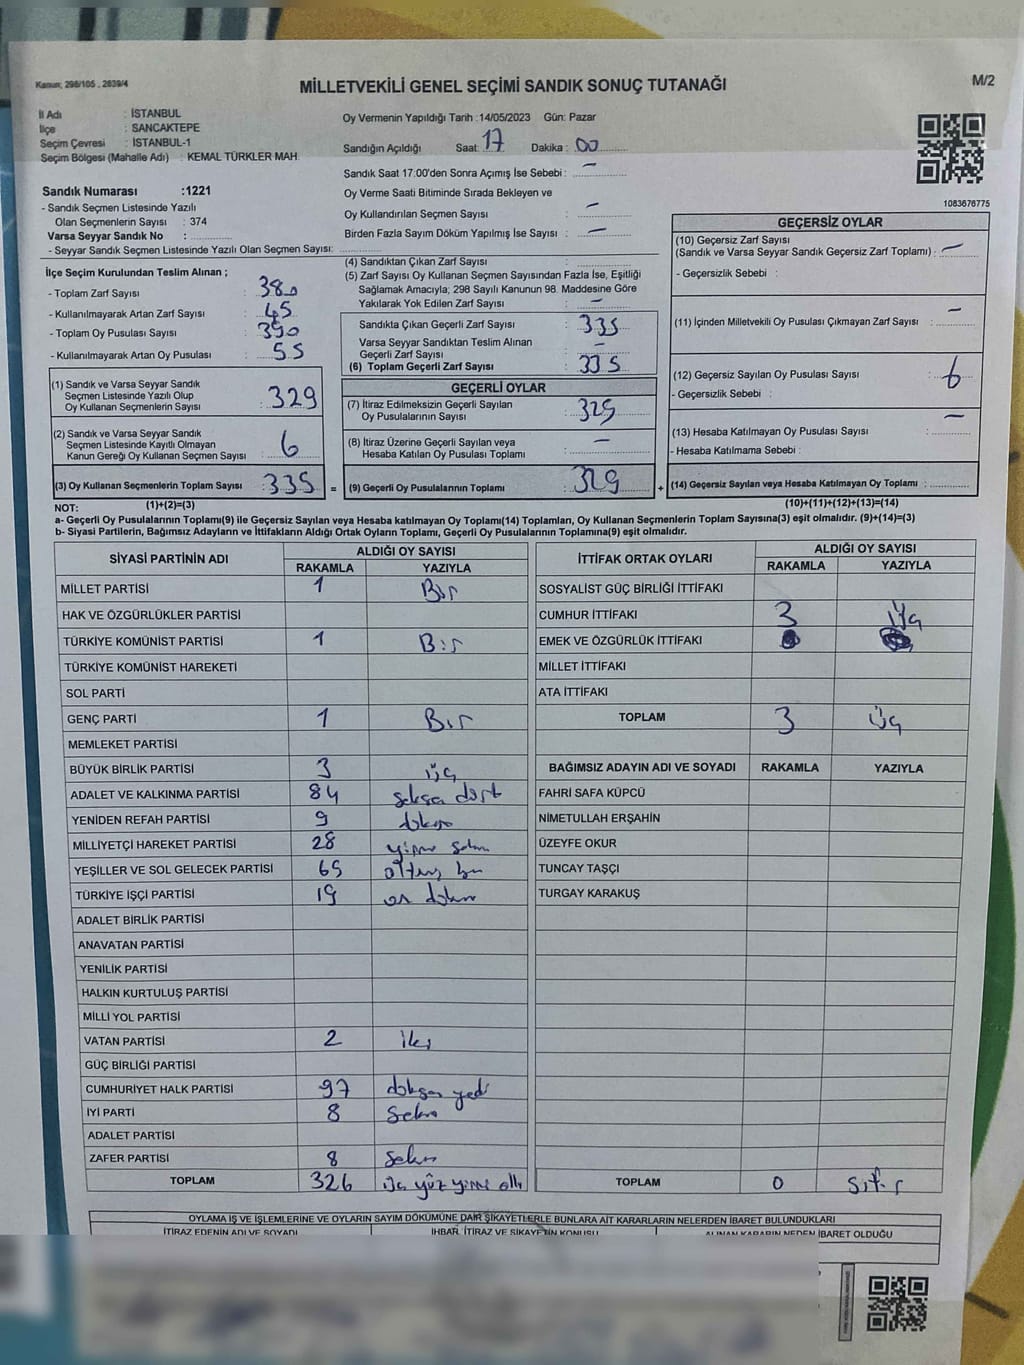 Kanun; 298/105 , 2839/4
MİLLETVEKİLİ GENEL SEÇİMİ SANDIK SONUÇ TUTANAĞI
M/2
İl Adı : İSTANBUL
İlçe : SANCAKTEPE
Seçim Çevresi : İSTANBUL-1
Seçim Bölgesi (Mahalle Adı) : KEMAL TÜRKLER MAH.
Oy Vermenin Yapıldığı Tarih :14/05/2023 Gün: Pazar
Sandığın Açıldığı Saat: 17 Dakika : 00
Sandık Saat 17:00'den Sonra Açımış İse Sebebi : –
Oy Verme Saati Bitiminde Sırada Bekleyen ve
Oy Kullandırılan Seçmen Sayısı : –
Birden Fazla Sayım Döküm Yapılmış İse Sayısı : –
1083676775
Sandık Numarası :1221
- Sandık Seçmen Listesinde Yazılı
Olan Seçmenlerin Sayısı : 374
Varsa Seyyar Sandık No :
- Seyyar Sandık Seçmen Listesinde Yazılı Olan Seçmen Sayısı:
İlçe Seçim Kurulundan Teslim Alınan ;
- Toplam Zarf Sayısı : 380
- Kullanılmayarak Artan Zarf Sayısı : 45
- Toplam Oy Pusulası Sayısı : 390
- Kullanılmayarak Artan Oy Pusulası : 55
(1) Sandık ve Varsa Seyyar Sandık
Seçmen Listesinde Yazılı Olup
Oy Kullanan Seçmenlerin Sayısı : 329
(2) Sandık ve Varsa Seyyar Sandık
Seçmen Listesinde Kayıtlı Olmayan
Kanun Gereği Oy Kullanan Seçmen Sayısı : 6
(3) Oy Kullanan Seçmenlerin Toplam Sayısı : 335 =
(4) Sandıktan Çıkan Zarf Sayısı :
(5) Zarf Sayısı Oy Kullanan Seçmen Sayısından Fazla İse, Eşitliği
Sağlamak Amacıyla; 298 Sayılı Kanunun 98. Maddesine Göre
Yakılarak Yok Edilen Zarf Sayısı : –
Sandıkta Çıkan Geçerli Zarf Sayısı : 335
Varsa Seyyar Sandıktan Teslim Alınan
Geçerli Zarf Sayısı : –
(6) Toplam Geçerli Zarf Sayısı : 335
GEÇERLİ OYLAR
(7) İtiraz Edilmeksizin Geçerli Sayılan
Oy Pusulalarının Sayısı : 329
(8) İtiraz Üzerine Geçerli Sayılan veya
Hesaba Katılan Oy Pusulası Toplamı : –
(9) Geçerli Oy Pusulalarının Toplamı : 329 +
GEÇERSİZ OYLAR
(10) Geçersiz Zarf Sayısı
(Sandık ve Varsa Seyyar Sandık Geçersiz Zarf Toplamı) : –
- Geçersizlik Sebebi :
(11) İçinden Milletvekili Oy Pusulası Çıkmayan Zarf Sayısı : –
(12) Geçersiz Sayılan Oy Pusulası Sayısı : 6
- Geçersizlik Sebebi :
(13) Hesaba Katılmayan Oy Pusulası Sayısı : –
- Hesaba Katılmama Sebebi :
(14) Geçersiz Sayılan veya Hesaba Katılmayan Oy Toplamı :
NOT: (1)+(2)=(3) (10)+(11)+(12)+(13)=(14)
a- Geçerli Oy Pusulalarının Toplamı(9) ile Geçersiz Sayılan veya Hesaba katılmayan Oy Toplamı(14) Toplamları, Oy Kullanan Seçmenlerin Toplam Sayısına(3) eşit olmalıdır. (9)+(14)=(3)
b- Siyasi Partilerin, Bağımsız Adayların ve İttifakların Aldığı Ortak Oyların Toplamı, Geçerli Oy Pusulalarının Toplamına(9) eşit olmalıdır.
SİYASİ PARTİNİN ADI ALDIĞI OY SAYISI
RAKAMLA YAZIYLA
MİLLET PARTİSİ 1 Bir
HAK VE ÖZGÜRLÜKLER PARTİSİ
TÜRKİYE KOMÜNİST PARTİSİ 1 Bir
TÜRKİYE KOMÜNİST HAREKETİ
SOL PARTİ
GENÇ PARTİ 1 Bir
MEMLEKET PARTİSİ
BÜYÜK BİRLİK PARTİSİ 3 üç
ADALET VE KALKINMA PARTİSİ 84 seksen dört
YENİDEN REFAH PARTİSİ 9 dokuz
MİLLİYETÇİ HAREKET PARTİSİ 28 yirmi sekiz
YEŞİLLER VE SOL GELECEK PARTİSİ 65 altmış beş
TÜRKİYE İŞÇİ PARTİSİ 19 on dokuz
ADALET BİRLİK PARTİSİ
ANAVATAN PARTİSİ
YENİLİK PARTİSİ
HALKIN KURTULUŞ PARTİSİ
MİLLİ YOL PARTİSİ
VATAN PARTİSİ 2 iki
GÜÇ BİRLİĞİ PARTİSİ
CUMHURİYET HALK PARTİSİ 97 doksan yedi
İYİ PARTİ 8 sekiz
ADALET PARTİSİ
ZAFER PARTİSİ 8 sekiz
TOPLAM 326 üç yüz yirmi altı
İTTİFAK ORTAK OYLARI ALDIĞI OY SAYISI
RAKAMLA YAZIYLA
SOSYALİST GÜÇ BİRLİĞİ İTTİFAKI
CUMHUR İTTİFAKI 3 üç
EMEK VE ÖZGÜRLÜK İTTİFAKI
MİLLET İTTİFAKI
ATA İTTİFAKI
TOPLAM 3 üç
BAĞIMSIZ ADAYIN ADI VE SOYADI RAKAMLA YAZIYLA
FAHRİ SAFA KÜPCÜ
NİMETULLAH ERŞAHİN
ÜZEYFE OKUR
TUNCAY TAŞÇI
TURGAY KARAKUŞ
TOPLAM 0 Sıfır
OYLAMA İŞ VE İŞLEMLERİNE VE OYLARIN SAYIM DÖKÜMÜNE DAİR ŞİKAYETLERLE BUNLARA AİT KARARLARIN NELERDEN İBARET BULUNDUKLARI
İTİRAZ EDENİN ADI VE SOYADI İHBAR, İTİRAZ VE ŞİKAYETİN KONUSU ALINAN KARARIN NEDEN İBARET OLDUĞU